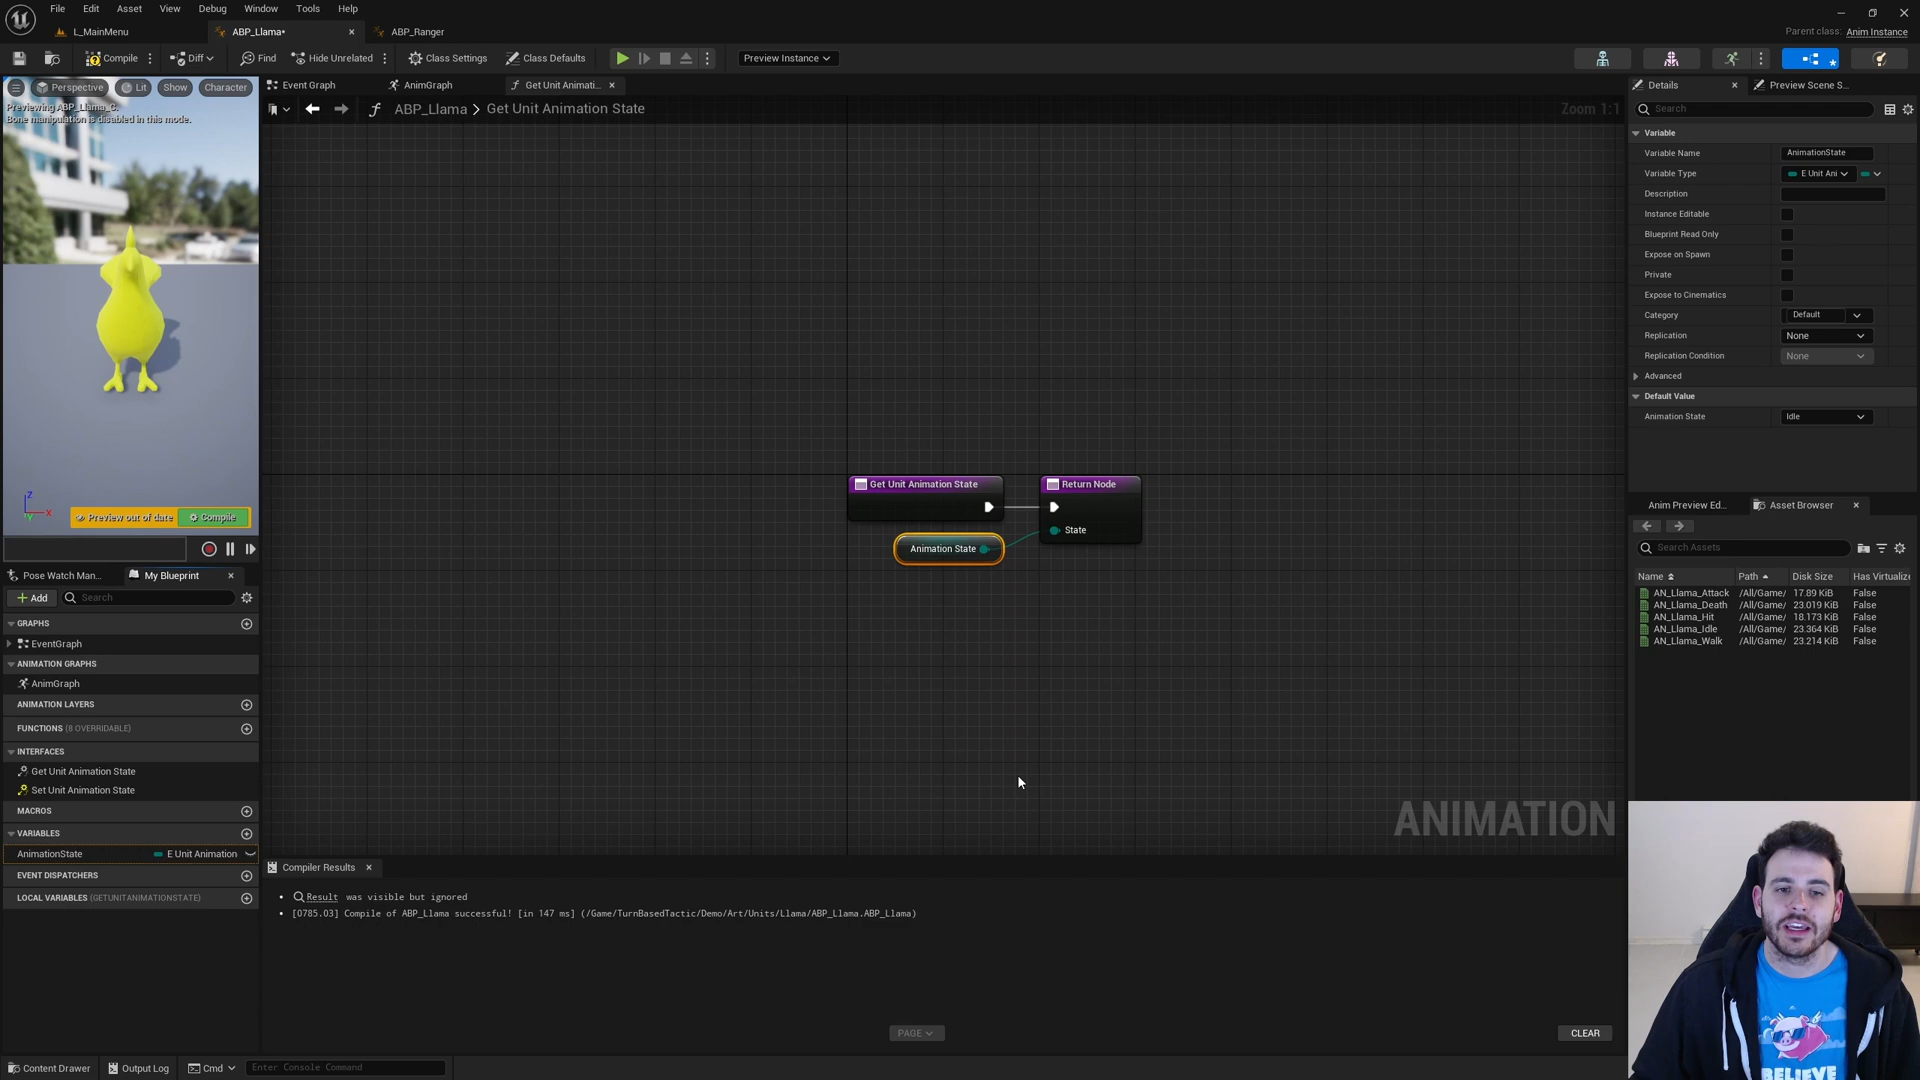 File Edit Asset View Debug Window Tools Help
L_MainMenu
ABP_Llama*
ABP_Ranger
Parent class: Anim Instance
Compile
Diff
Find
Hide Unrelated
Class Settings
Class Defaults
Preview Instance
Perspective Lit Show Character
Previewing ABP_Llama_C.
Bone manipulation is disabled in this mode.
Z
X
Preview out of date
Compile
Event Graph
AnimGraph
Get Unit Animati...
ABP_Llama > Get Unit Animation State
Zoom 1:1
Get Unit Animation State
Return Node
State
Animation State
ANIMATION
Pose Watch Man...
My Blueprint
Add
Search
GRAPHS
EventGraph
ANIMATION GRAPHS
AnimGraph
ANIMATION LAYERS
FUNCTIONS (8 OVERRIDABLE)
INTERFACES
Get Unit Animation State
Set Unit Animation State
MACROS
VARIABLES
AnimationState E Unit Animation
EVENT DISPATCHERS
LOCAL VARIABLES (GETUNITANIMATIONSTATE)
Compiler Results
Result was visible but ignored
[0785.03] Compile of ABP_Llama successful! [in 147 ms] (/Game/TurnBasedTactic/Demo/Art/Units/Llama/ABP_Llama.ABP_Llama)
PAGE
CLEAR
Content Drawer
Output Log
Cmd
Enter Console Command
Details
Preview Scene S...
Search
Variable
Variable Name AnimationState
Variable Type E Unit Ani
Description
Instance Editable
Blueprint Read Only
Expose on Spawn
Private
Expose to Cinematics
Category Default
Replication None
Replication Condition None
Advanced
Default Value
Animation State Idle
Anim Preview Ed...
Asset Browser
Search Assets
Name Path Disk Size Has Virtualize
AN_Llama_Attack /All/Game/ 17.89 KiB False
AN_Llama_Death /All/Game/ 23.019 KiB False
AN_Llama_Hit /All/Game/ 18.173 KiB False
AN_Llama_Idle /All/Game/ 23.364 KiB False
AN_Llama_Walk /All/Game/ 23.214 KiB False
BELIEVE